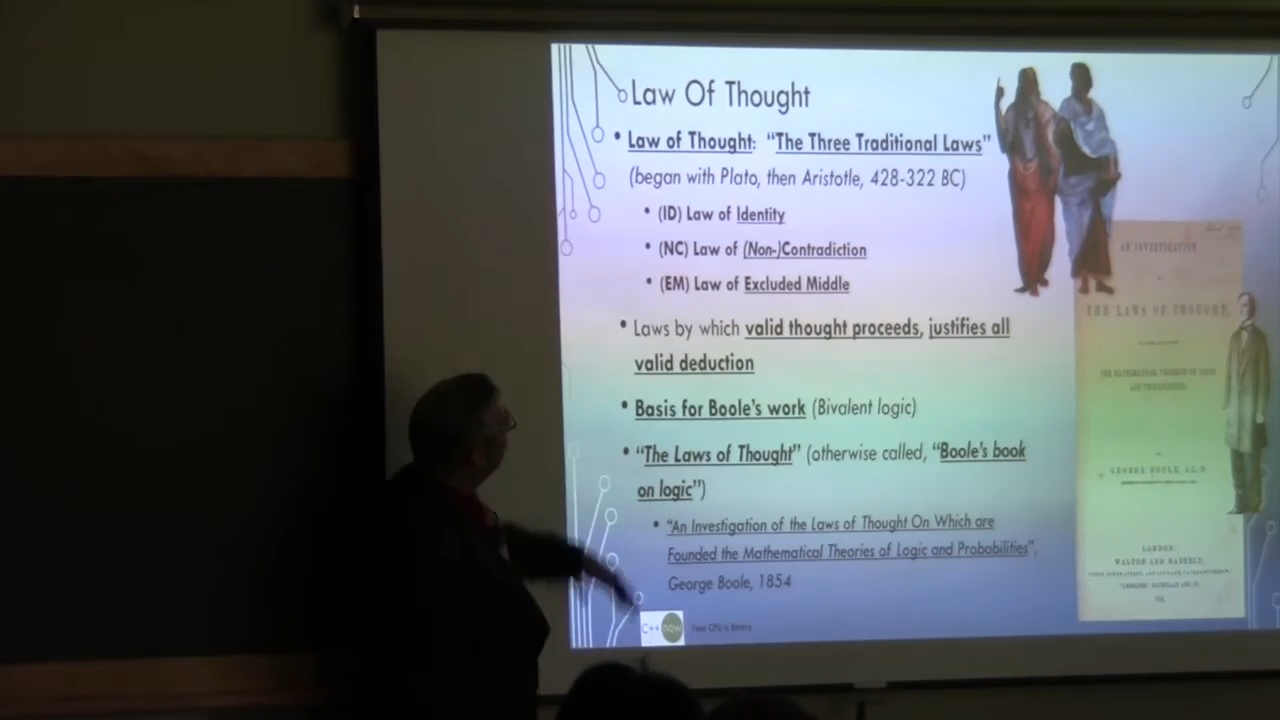 Law Of Thought
• Law of Thought: “The Three Traditional Laws”
(began with Plato, then Aristotle, 428-322 BC)
• (ID) Law of Identity
• (NC) Law of (Non-)Contradiction
• (EM) Law of Excluded Middle
• Laws by which valid thought proceeds, justifies all
valid deduction
• Basis for Boole’s work (Bivalent logic)
• “The Laws of Thought” (otherwise called, “Boole’s book
on logic”)
• “An Investigation of the Laws of Thought On Which are
Founded the Mathematical Theories of Logic and Probabilities”,
George Boole, 1854
C++ now
Your CPU is Binary
AN INVESTIGATION
THE LAWS OF THOUGHT,
THE MATHEMATICAL THEORIES OF LOGIC
AND PROBABILITIES
GEORGE BOOLE, LL.D.
LONDON:
WALTON AND MABERLY,